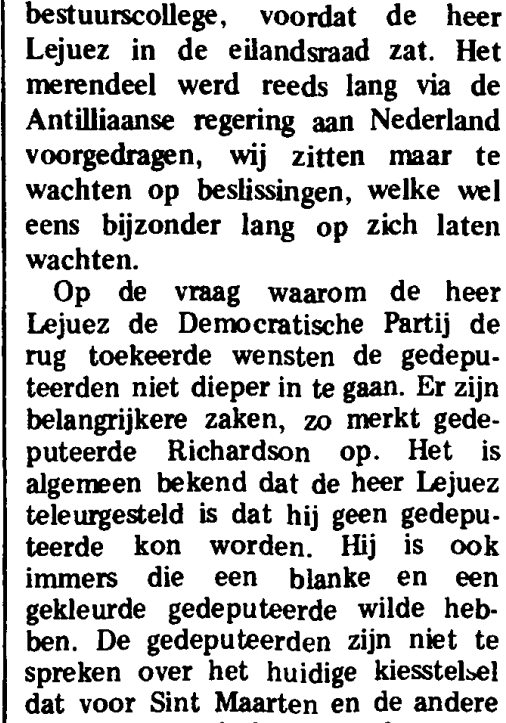 bestuurscollege, voordat de heer
Lejuez in de eilandsraad zat. Het
merendeel werd reeds lang via de
Antilliaanse regering aan Nederland
voorgedragen, wij zitten maar te
wachten op beslissingen, welke wel
eens bijzonder lang op zich laten
wachten.
Op de vraag waarom de heer
Lejuez de Democratische Partij de
rug toekeerde wensten de gedepu-
teerden niet dieper in te gaan. Er zijn
belangrijkere zaken, zo merkt gede-
puteerde Richardson op. Het is
algemeen bekend dat de heer Lejuez
teleurgesteld is dat hij geen gedepu-
teerde kon worden. Hij is ook
immers die een blanke en een
gekleurde gedeputeerde wilde heb-
ben. De gedeputeerden zijn niet te
spreken over het huidige kiesstelsel
dat voor Sint Maarten en de andere